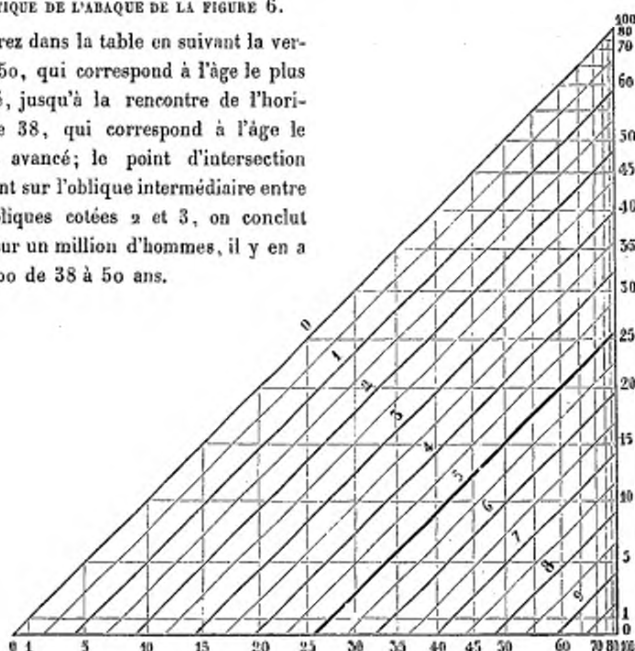 TIQUE DE L'ABAQUE DE LA FIGURE 6.
rez dans la table en suivant la ver-
50, qui correspond à l'âge le plus
, jusqu'à la rencontre de l'hori-
e 38, qui correspond à l'âge le
avancé; le point d'intersection
nt sur l'oblique intermédiaire entre
bliques cotées 2 et 3, on conclut
sur un million d'hommes, il y en a
00 de 38 à 50 ans.
100
80
70
60
50
45
40
35
30
25
20
15
10
5
1
0
0 1 2 3 4 5 6 7 8 9
0 1 5 10 15 20 25 30 35 40 45 50 60 70 80 100